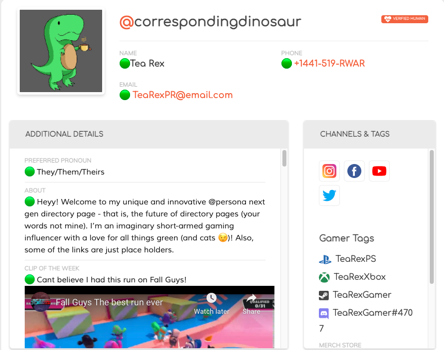 @correspondingdinosaur
VERIFIED HUMAN
NAME
Tea Rex
PHONE
+1441-519-RWAR
EMAIL
TeaRexPR@email.com
ADDITIONAL DETAILS
PREFERRED PRONOUN
They/Them/Theirs
ABOUT
Heyy! Welcome to my unique and innovative @persona next
gen directory page - that is, the future of directory pages (your
words not mine). I'm an imaginary short-armed gaming
influencer with a love for all things green (and cats 😉)! Also,
some of the links are just place holders.
CLIP OF THE WEEK
Cant believe I had this run on Fall Guys!
Fall Guys The best run ever
Watch later
Share
CHANNELS & TAGS
Gamer Tags
TeaRexPS
TeaRexXbox
TeaRexGamer
TeaRexGamer#470
7
MERCH STORE